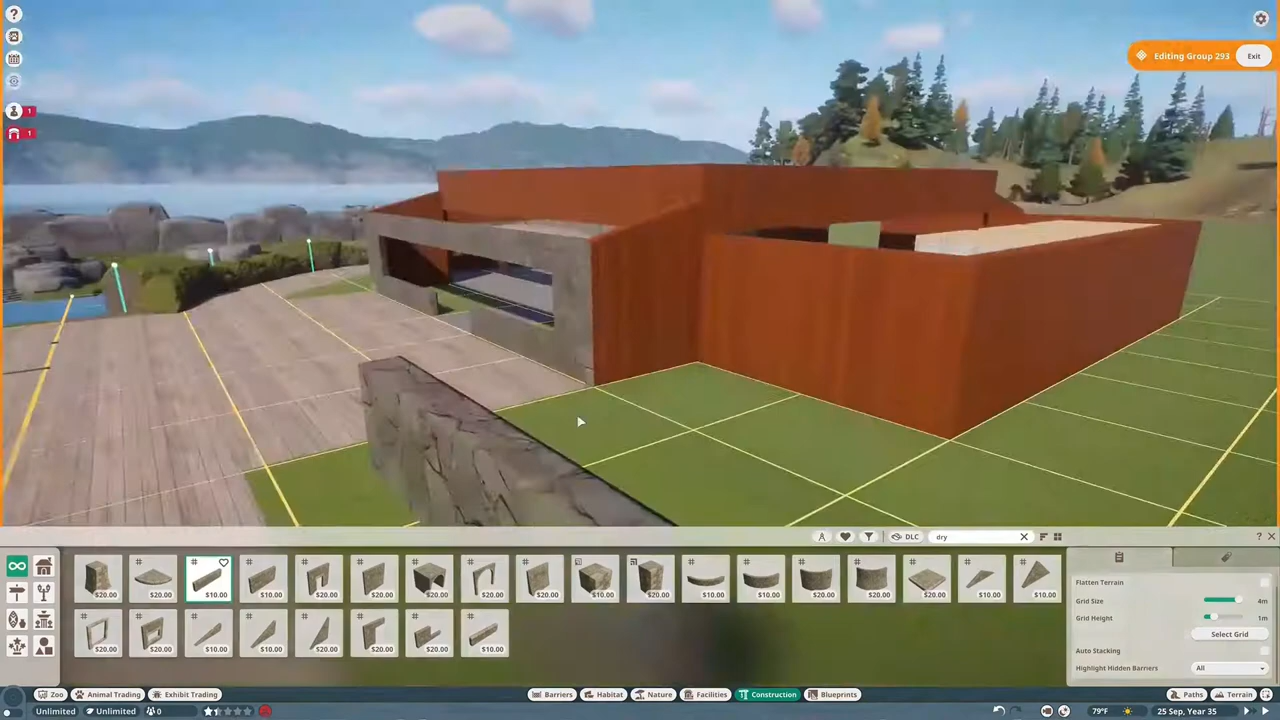 ?
Editing Group 293 Exit
1
1
DLC dry
? ×
$20.00 $20.00 $10.00 $10.00 $20.00 $20.00 $20.00 $20.00 $20.00 $10.00 $20.00 $10.00 $10.00 $20.00 $20.00 $20.00 $10.00 $10.00
Flatten Terrain
Grid Size 4m
Grid Height 1m
Select Grid
$20.00 $20.00 $10.00 $10.00 $10.00 $20.00 $20.00 $10.00
Auto Stacking
Highlight Hidden Barriers All
Zoo Animal Trading Exhibit Trading Barriers Habitat Nature Facilities Construction Blueprints Paths Terrain
Unlimited Unlimited 0 79°F 25 Sep, Year 35